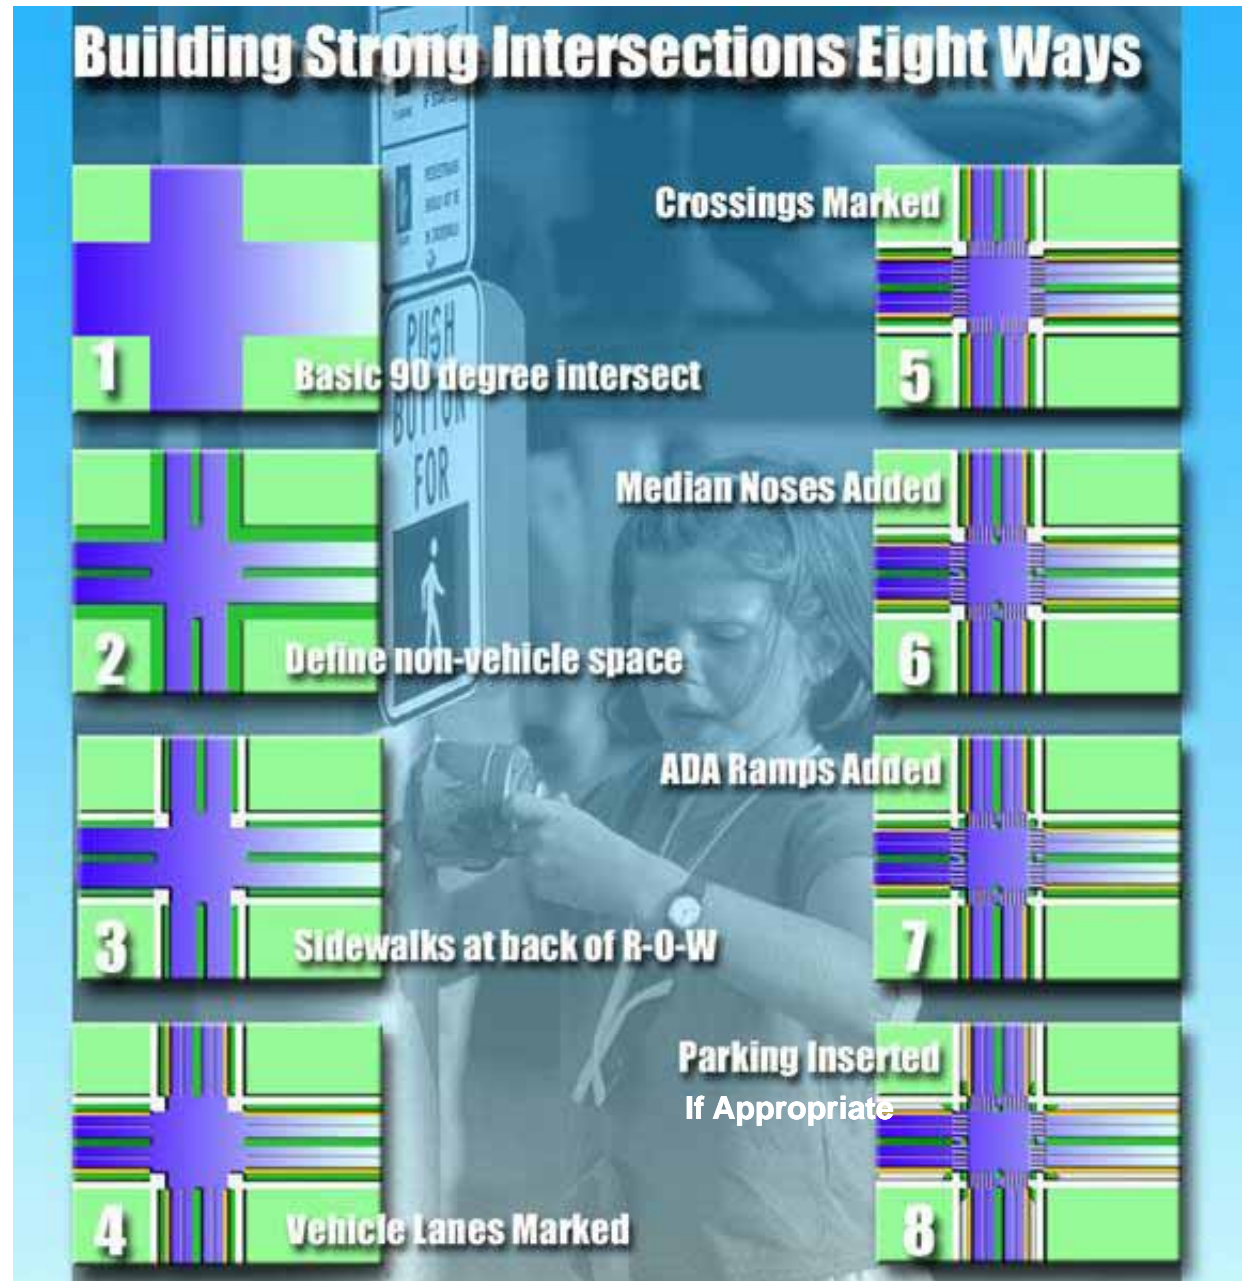 Building Strong Intersections Eight Ways
1
Basic 90 degree intersect
2
Define non-vehicle space
3
Sidewalks at back of R-O-W
4
Vehicle Lanes Marked
Crossings Marked
5
Median Noses Added
6
ADA Ramps Added
7
Parking Inserted
If Appropriate
8
PUSH
BUTTON
FOR